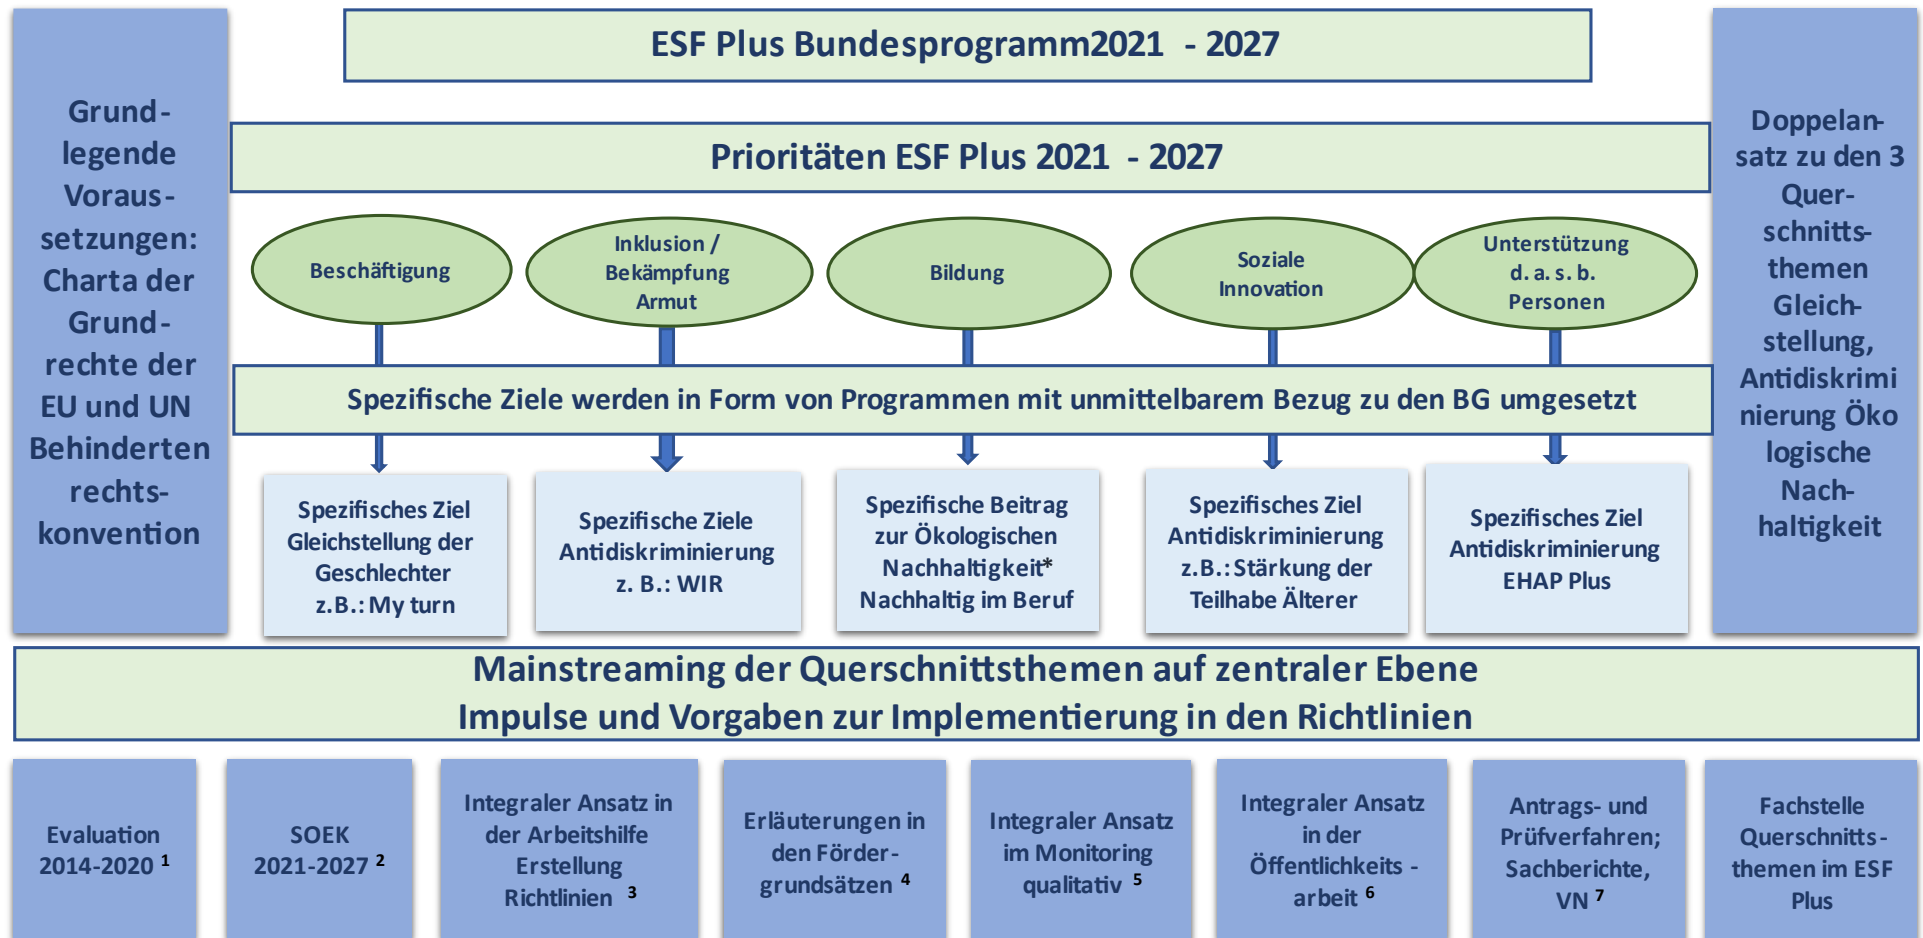 ESF Plus Bundesprogramm2021 - 2027
Grund-
legende
Voraus-
setzungen:
Charta der
Grund-
rechte der
EU und UN
Behinderten
rechts-
konvention
Prioritäten ESF Plus 2021 - 2027
Beschäftigung
Inklusion /
Bekämpfung
Armut
Bildung
Soziale
Innovation
Unterstützung
d. a. s. b.
Personen
Spezifische Ziele werden in Form von Programmen mit unmittelbarem Bezug zu den BG umgesetzt
Spezifisches Ziel
Gleichstellung der
Geschlechter
z.B.: My turn
Spezifische Ziele
Antidiskriminierung
z. B.: WIR
Spezifische Beitrag
zur Ökologischen
Nachhaltigkeit*
Nachhaltig im Beruf
Spezifisches Ziel
Antidiskriminierung
z.B.: Stärkung der
Teilhabe Älterer
Spezifisches Ziel
Antidiskriminierung
EHAP Plus
Doppelan-
satz zu den 3
Quer-
schnitts-
themen
Gleich-
stellung,
Antidiskrimi
nierung Öko
logische
Nach-
haltigkeit
Mainstreaming der Querschnittsthemen auf zentraler Ebene
Impulse und Vorgaben zur Implementierung in den Richtlinien
Evaluation
2014-2020 1
SOEK
2021-2027 2
Integraler Ansatz in
der Arbeitshilfe
Erstellung
Richtlinien 3
Erläuterungen in
den Förder-
grundsätzen 4
Integraler Ansatz
im Monitoring
qualitativ 5
Integraler Ansatz
in der
Öffentlichkeits -
arbeit 6
Antrags- und
Prüfverfahren;
Sachberichte,
VN 7
Fachstelle
Querschnitts-
themen im ESF
Plus